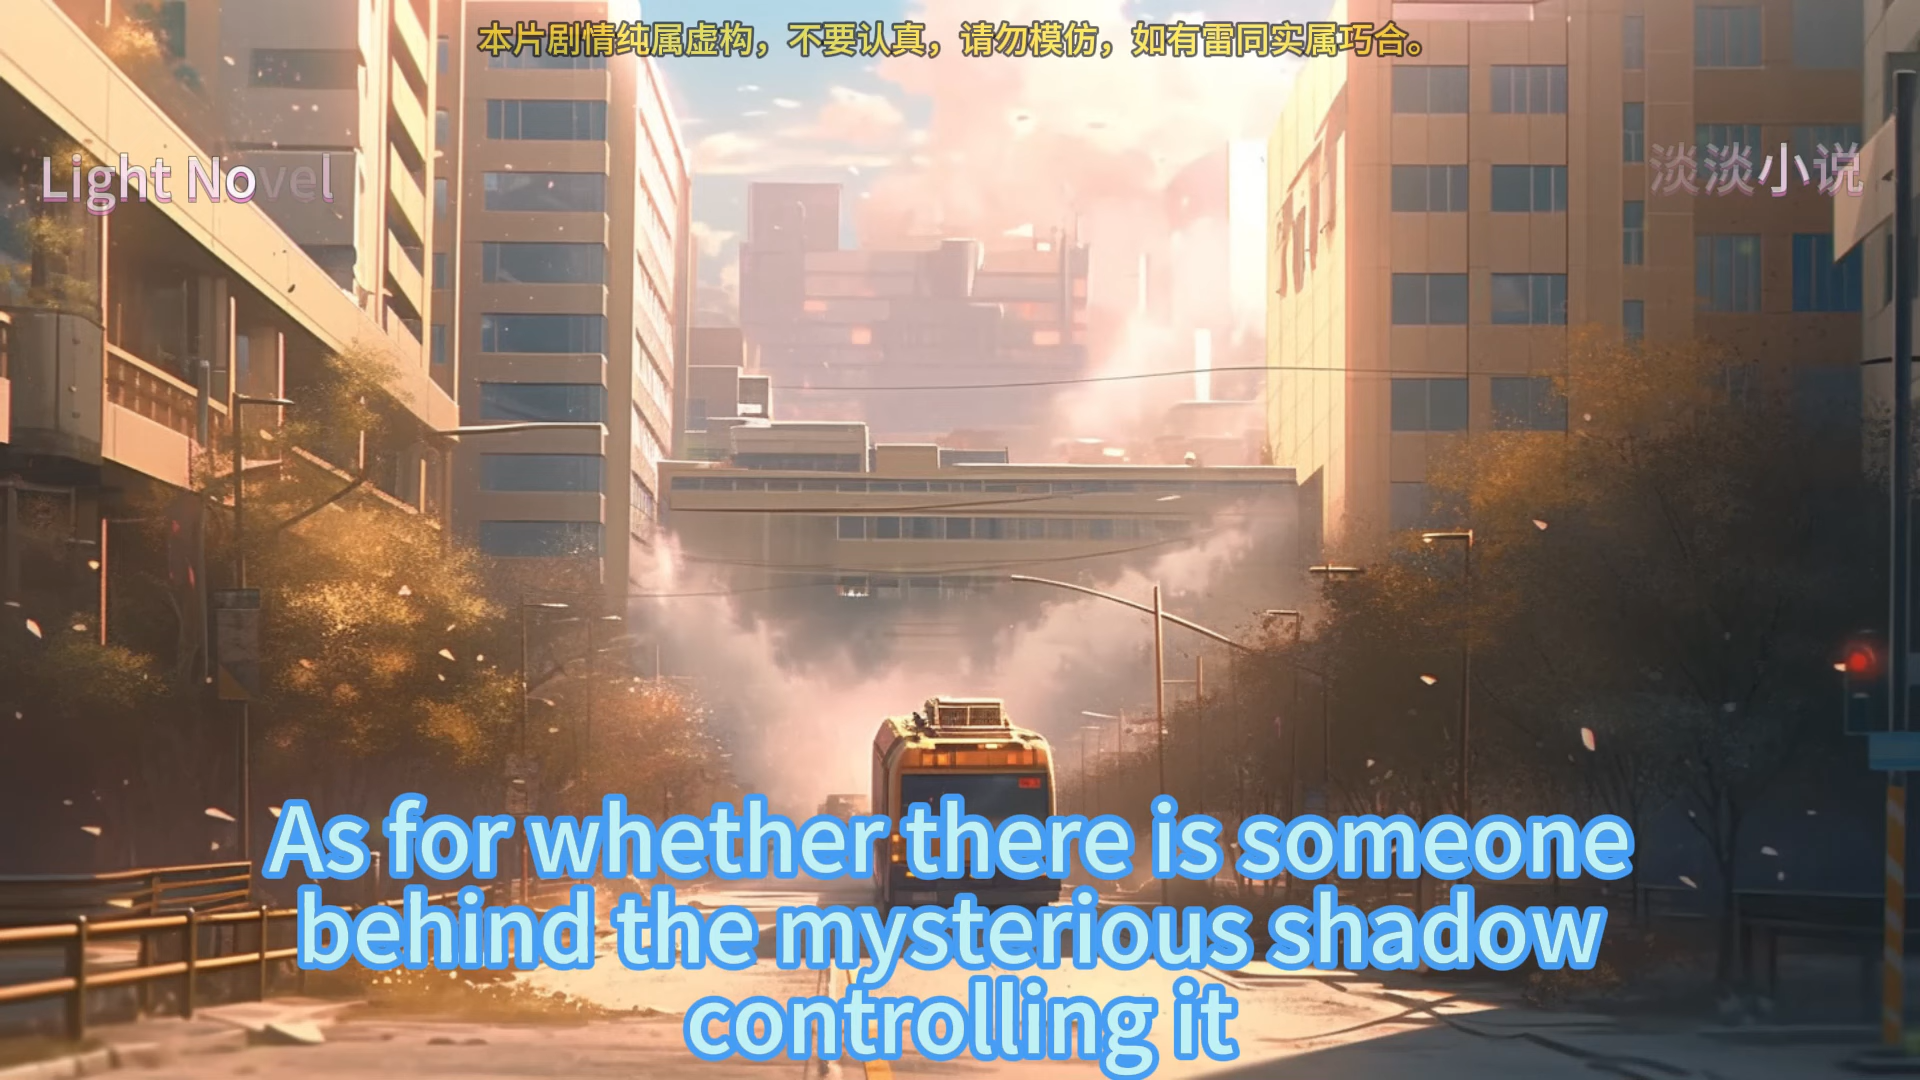 本片剧情纯属虚构，不要认真，请勿模仿，如有雷同实属巧合。
Light Novel
淡淡小说
As for whether there is someone
behind the mysterious shadow
controlling it